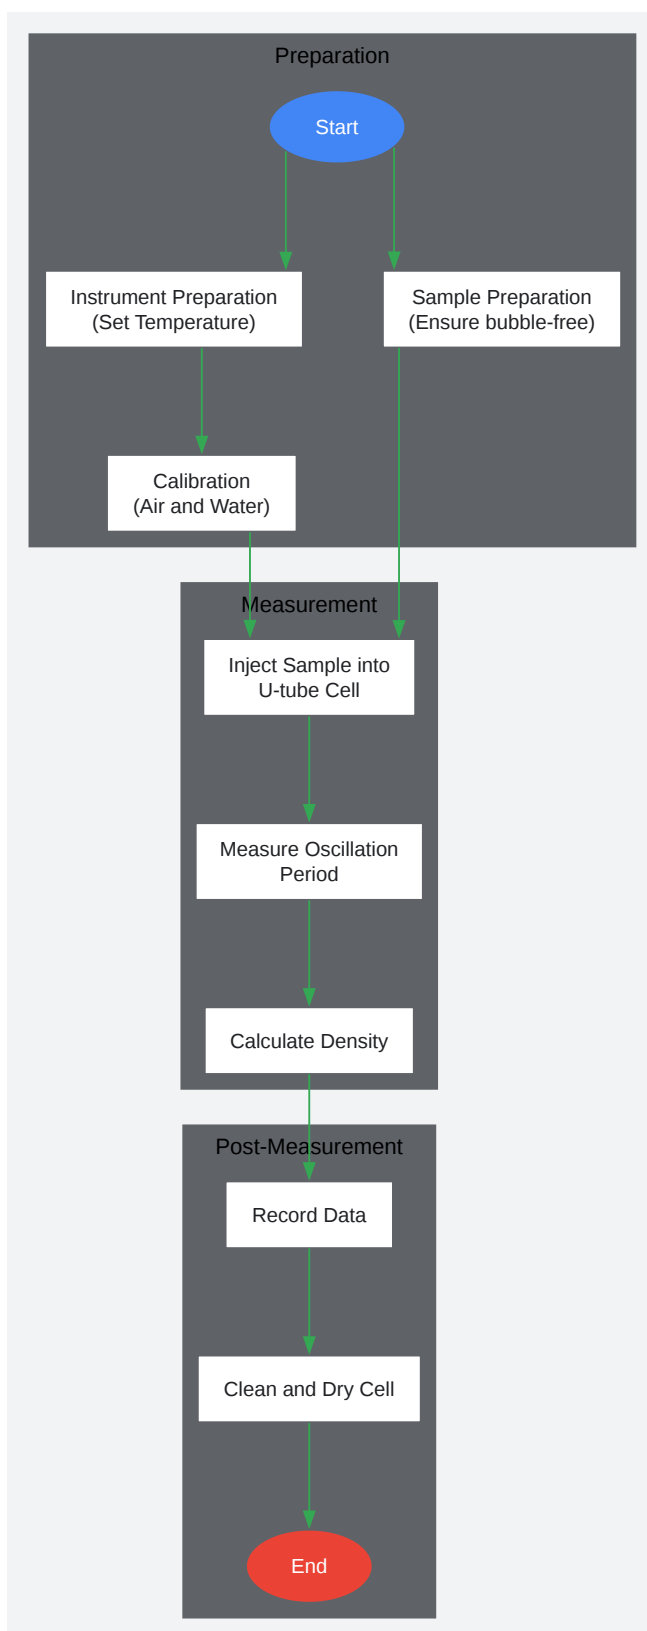 Preparation
Start
Instrument Preparation
(Set Temperature)
Sample Preparation
(Ensure bubble-free)
Calibration
(Air and Water)
Measurement
Inject Sample into
U-tube Cell
Measure Oscillation
Period
Calculate Density
Post-Measurement
Record Data
Clean and Dry Cell
End